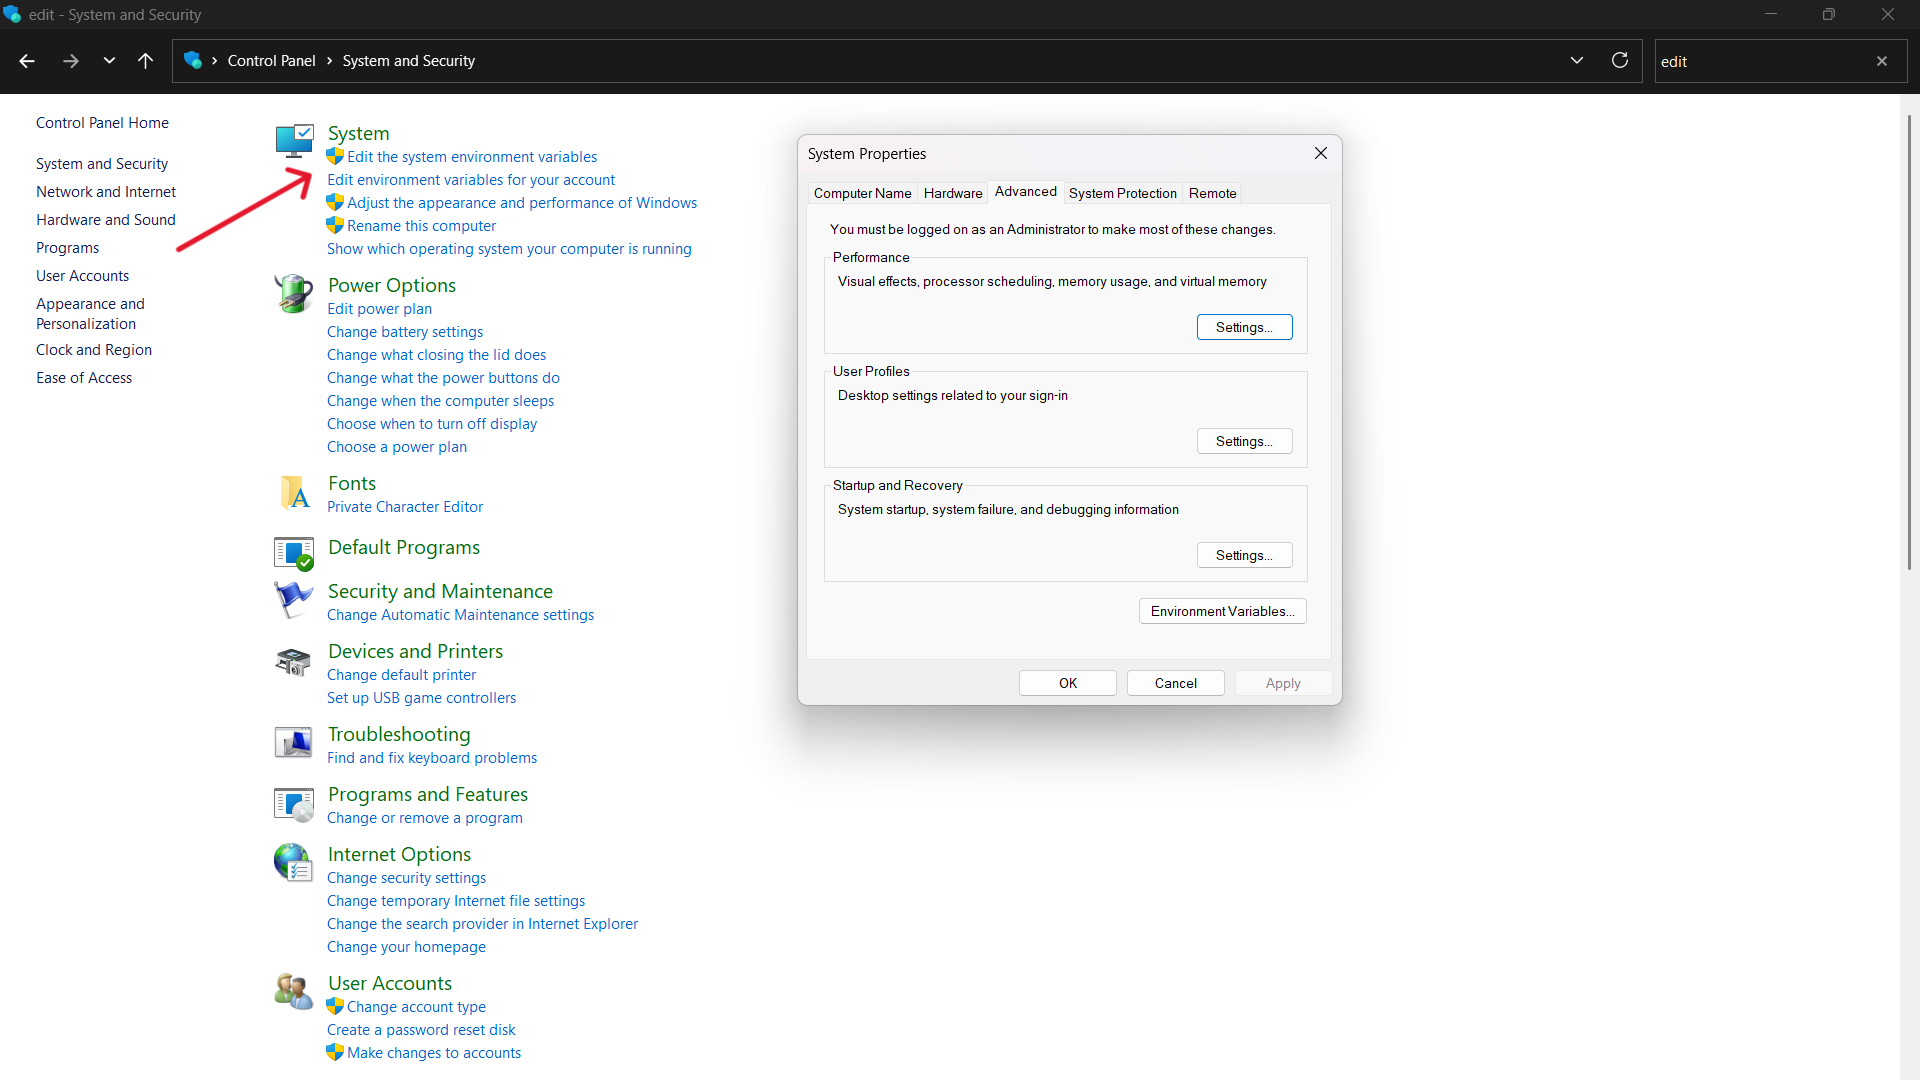 edit - System and Security
Control Panel > System and Security
edit
Control Panel Home
System and Security
Network and Internet
Hardware and Sound
Programs
User Accounts
Appearance and
Personalization
Clock and Region
Ease of Access
System
Edit the system environment variables
Edit environment variables for your account
Adjust the appearance and performance of Windows
Rename this computer
Show which operating system your computer is running
Power Options
Edit power plan
Change battery settings
Change what closing the lid does
Change what the power buttons do
Change when the computer sleeps
Choose when to turn off display
Choose a power plan
Fonts
Private Character Editor
Default Programs
Security and Maintenance
Change Automatic Maintenance settings
Devices and Printers
Change default printer
Set up USB game controllers
Troubleshooting
Find and fix keyboard problems
Programs and Features
Change or remove a program
Internet Options
Change security settings
Change temporary Internet file settings
Change the search provider in Internet Explorer
Change your homepage
User Accounts
Change account type
Create a password reset disk
Make changes to accounts
System Properties
Computer Name Hardware Advanced System Protection Remote
You must be logged on as an Administrator to make most of these changes.
Performance
Visual effects, processor scheduling, memory usage, and virtual memory
Settings...
User Profiles
Desktop settings related to your sign-in
Settings...
Startup and Recovery
System startup, system failure, and debugging information
Settings...
Environment Variables...
OK Cancel Apply